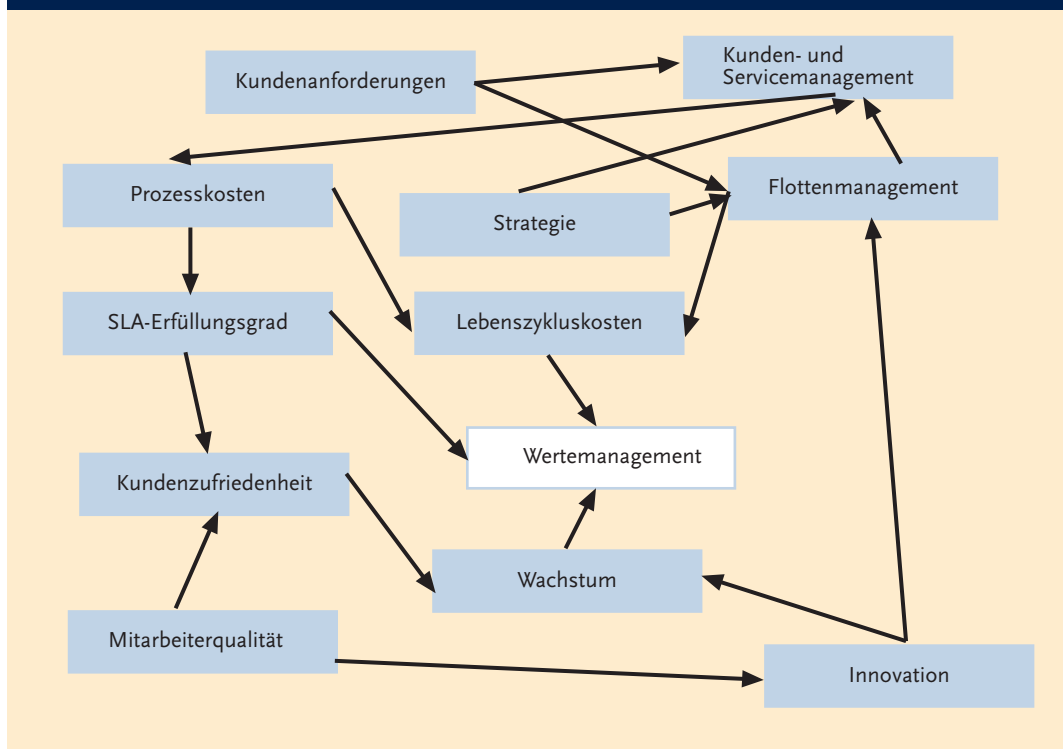 Kundenanforderungen
Kunden- und
Servicemanagement
Prozesskosten
Strategie
Flottenmanagement
SLA-Erfüllungsgrad
Lebenszykluskosten
Wertemanagement
Kundenzufriedenheit
Wachstum
Mitarbeiterqualität
Innovation